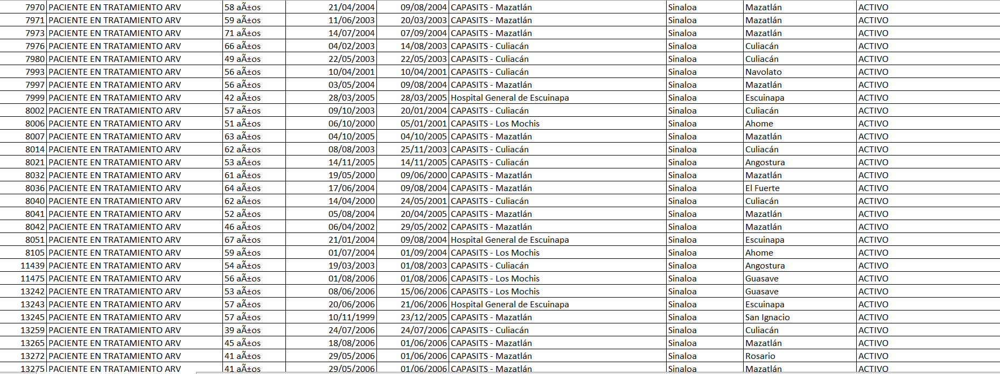 7970 PACIENTE EN TRATAMIENTO ARV 58 aÃ±os 21/04/2004 09/08/2004 CAPASITS - Mazatlán Sinaloa Mazatlán ACTIVO
7971 PACIENTE EN TRATAMIENTO ARV 59 aÃ±os 11/06/2003 20/03/2003 CAPASITS - Mazatlán Sinaloa Mazatlán ACTIVO
7973 PACIENTE EN TRATAMIENTO ARV 71 aÃ±os 14/07/2004 07/09/2004 CAPASITS - Mazatlán Sinaloa Mazatlán ACTIVO
7976 PACIENTE EN TRATAMIENTO ARV 66 aÃ±os 04/02/2003 14/08/2003 CAPASITS - Culiacán Sinaloa Culiacán ACTIVO
7980 PACIENTE EN TRATAMIENTO ARV 49 aÃ±os 22/05/2003 22/05/2003 CAPASITS - Culiacán Sinaloa Culiacán ACTIVO
7993 PACIENTE EN TRATAMIENTO ARV 56 aÃ±os 10/04/2001 10/04/2001 CAPASITS - Culiacán Sinaloa Navolato ACTIVO
7997 PACIENTE EN TRATAMIENTO ARV 56 aÃ±os 03/05/2004 09/08/2004 CAPASITS - Mazatlán Sinaloa Mazatlán ACTIVO
7999 PACIENTE EN TRATAMIENTO ARV 42 aÃ±os 28/03/2005 28/03/2005 Hospital General de Escuinapa Sinaloa Escuinapa ACTIVO
8002 PACIENTE EN TRATAMIENTO ARV 57 aÃ±os 09/10/2003 20/01/2004 CAPASITS - Culiacán Sinaloa Culiacán ACTIVO
8006 PACIENTE EN TRATAMIENTO ARV 51 aÃ±os 06/10/2000 05/01/2001 CAPASITS - Los Mochis Sinaloa Ahome ACTIVO
8007 PACIENTE EN TRATAMIENTO ARV 63 aÃ±os 04/10/2005 04/10/2005 CAPASITS - Mazatlán Sinaloa Mazatlán ACTIVO
8014 PACIENTE EN TRATAMIENTO ARV 62 aÃ±os 08/08/2003 25/11/2003 CAPASITS - Culiacán Sinaloa Culiacán ACTIVO
8021 PACIENTE EN TRATAMIENTO ARV 53 aÃ±os 14/11/2005 14/11/2005 CAPASITS - Culiacán Sinaloa Angostura ACTIVO
8032 PACIENTE EN TRATAMIENTO ARV 61 aÃ±os 19/05/2000 09/06/2000 CAPASITS - Mazatlán Sinaloa Mazatlán ACTIVO
8036 PACIENTE EN TRATAMIENTO ARV 64 aÃ±os 17/06/2004 09/08/2004 CAPASITS - Mazatlán Sinaloa El Fuerte ACTIVO
8040 PACIENTE EN TRATAMIENTO ARV 62 aÃ±os 14/04/2000 24/05/2001 CAPASITS - Culiacán Sinaloa Culiacán ACTIVO
8041 PACIENTE EN TRATAMIENTO ARV 52 aÃ±os 05/08/2004 20/04/2005 CAPASITS - Mazatlán Sinaloa Mazatlán ACTIVO
8042 PACIENTE EN TRATAMIENTO ARV 46 aÃ±os 06/04/2002 29/05/2002 CAPASITS - Mazatlán Sinaloa Mazatlán ACTIVO
8051 PACIENTE EN TRATAMIENTO ARV 67 aÃ±os 21/01/2004 09/08/2004 Hospital General de Escuinapa Sinaloa Escuinapa ACTIVO
8105 PACIENTE EN TRATAMIENTO ARV 59 aÃ±os 01/07/2004 01/09/2004 CAPASITS - Los Mochis Sinaloa Ahome ACTIVO
11439 PACIENTE EN TRATAMIENTO ARV 54 aÃ±os 19/03/2003 01/08/2003 CAPASITS - Culiacán Sinaloa Angostura ACTIVO
11475 PACIENTE EN TRATAMIENTO ARV 56 aÃ±os 01/08/2006 01/08/2006 CAPASITS - Los Mochis Sinaloa Guasave ACTIVO
13242 PACIENTE EN TRATAMIENTO ARV 53 aÃ±os 08/06/2006 15/06/2006 CAPASITS - Los Mochis Sinaloa Guasave ACTIVO
13243 PACIENTE EN TRATAMIENTO ARV 57 aÃ±os 20/06/2006 21/06/2006 Hospital General de Escuinapa Sinaloa Escuinapa ACTIVO
13245 PACIENTE EN TRATAMIENTO ARV 57 aÃ±os 10/11/1999 23/12/2005 CAPASITS - Mazatlán Sinaloa San Ignacio ACTIVO
13259 PACIENTE EN TRATAMIENTO ARV 39 aÃ±os 24/07/2006 24/07/2006 CAPASITS - Culiacán Sinaloa Culiacán ACTIVO
13265 PACIENTE EN TRATAMIENTO ARV 45 aÃ±os 18/08/2006 01/06/2006 CAPASITS - Mazatlán Sinaloa Mazatlán ACTIVO
13272 PACIENTE EN TRATAMIENTO ARV 41 aÃ±os 29/05/2006 01/06/2006 CAPASITS - Mazatlán Sinaloa Rosario ACTIVO
13275 PACIENTE EN TRATAMIENTO ARV 41 aÃ±os 29/05/2006 01/06/2006 CAPASITS - Mazatlán Sinaloa Mazatlán ACTIVO